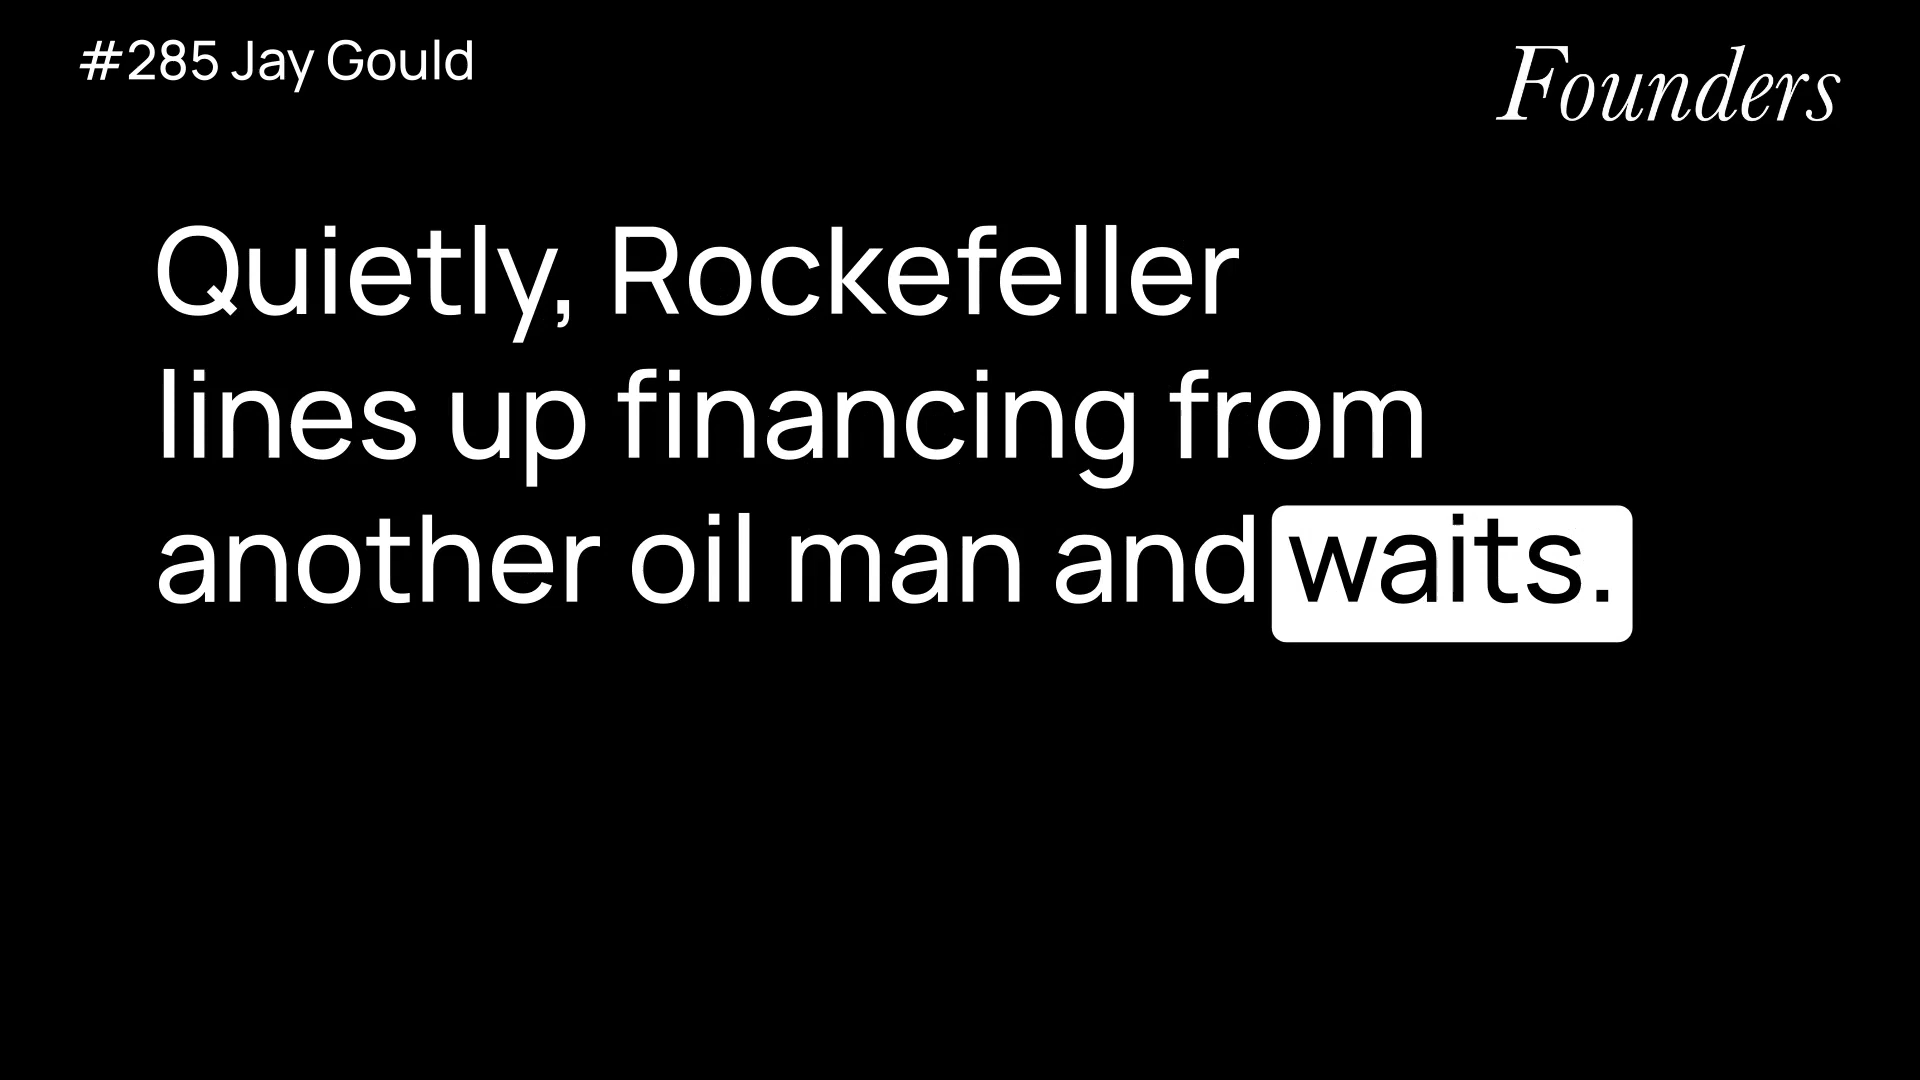 #285 Jay Gould
Founders
Quietly, Rockefeller
lines up financing from
another oil man and waits.